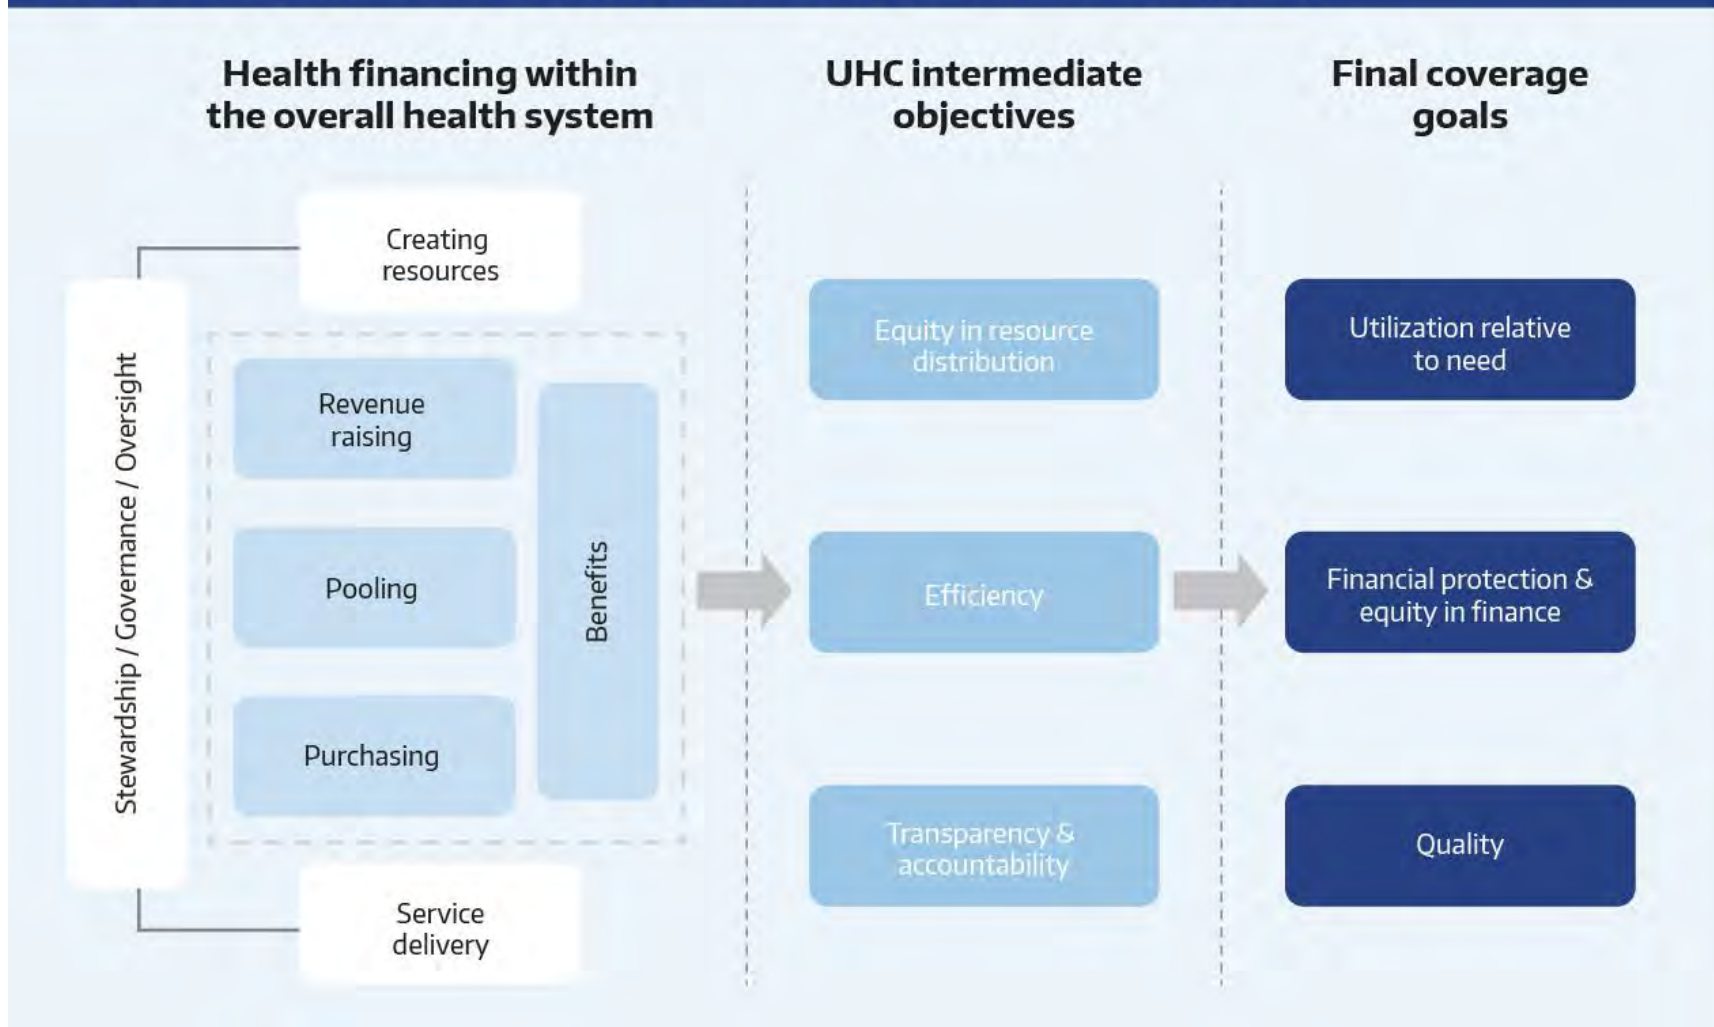 Health financing within
the overall health system
UHC intermediate
objectives
Final coverage
goals
Creating
resources
Stewardship / Governance / Oversight
Revenue
raising
Pooling
Purchasing
Benefits
Service
delivery
Equity in resource
distribution
Efficiency
Transparency &
accountability
Utilization relative
to need
Financial protection &
equity in finance
Quality